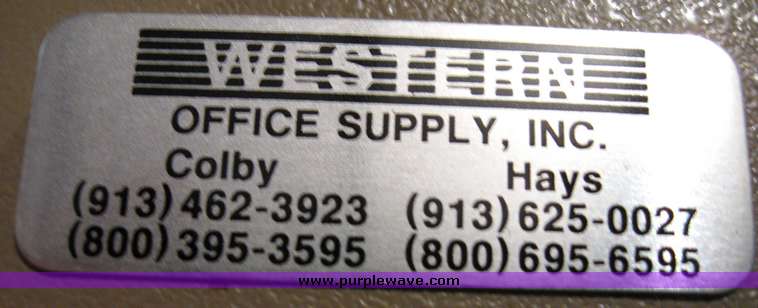 WESTERN
OFFICE SUPPLY, INC.
Colby Hays
(913) 462-3923 (913) 625-0027
(800) 395-3595 (800) 695-6595
www.purplewave.com